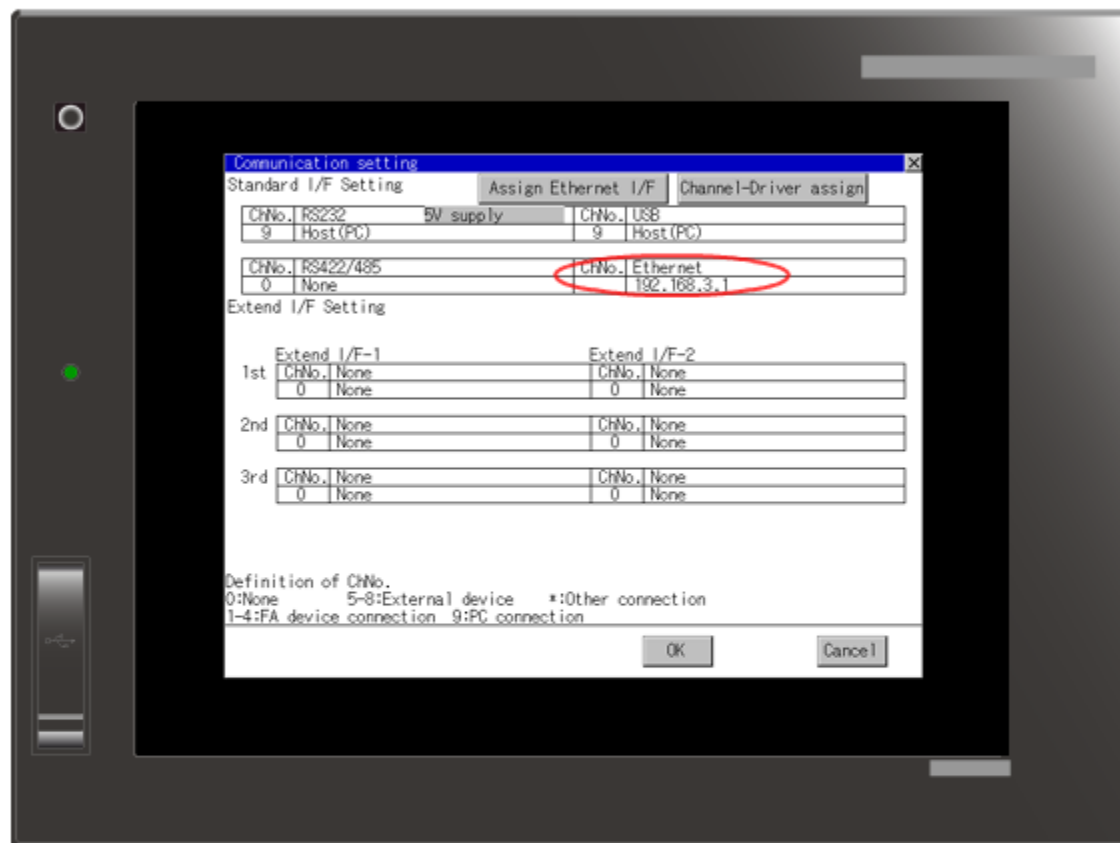 Communication setting
Standard I/F Setting Assign Ethernet I/F Channel-Driver assign
ChNo. RS232 5V supply ChNo. USB
9 Host(PC) 9 Host(PC)
ChNo. RS422/485 ChNo. Ethernet
0 None 192.168.3.1
Extend I/F Setting
Extend I/F-1 Extend I/F-2
1st ChNo. None ChNo. None
0 None 0 None
2nd ChNo. None ChNo. None
0 None 0 None
3rd ChNo. None ChNo. None
0 None 0 None
Definition of ChNo.
0:None 5-8:External device *:Other connection
1-4:FA device connection 9:PC connection
OK Cancel